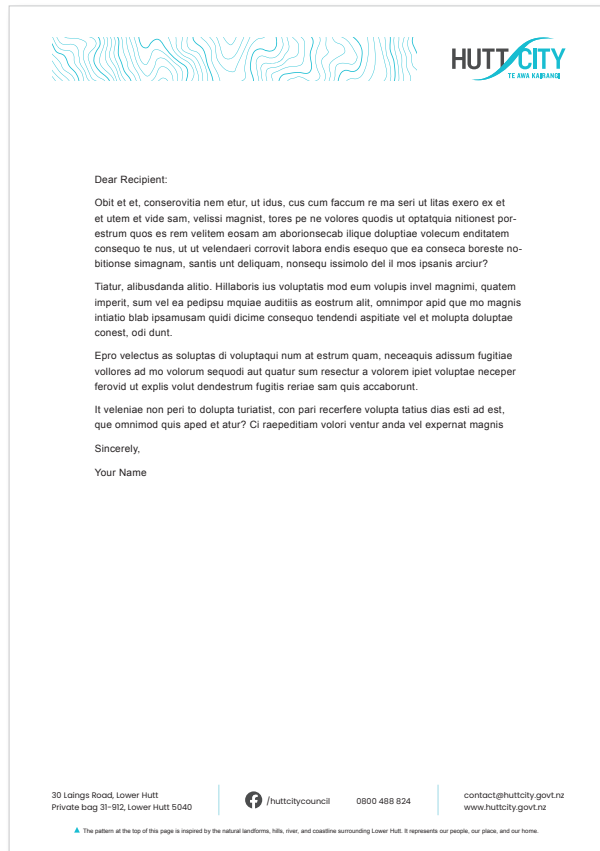 HUTT CITY
TE AWA KAIRANGI
Dear Recipient:
Obit et et, conserovitia nem etur, ut idus, cus cum faccum re ma seri ut litas exero ex et
et utem et vide sam, velissi magnist, tores pe ne volores quodis ut optatquia nitionest por-
estrum quos es rem velitem eosam am aborionsecab ilique doluptiae volecum enditatem
consequo te nus, ut ut velendaeri corrovit labora endis esequo que ea conseca boreste no-
bitionse simagnam, santis unt deliquam, nonsequ issimolo del il mos ipsanis arciur?
Tiatur, alibusdanda alitio. Hillaboris ius voluptatis mod eum volupis invel magnimi, quatem
imperit, sum vel ea pedipsu mquiae auditiis as eostrum alit, omnimpor apid que mo magnis
intiatio blab ipsamusam quidi dicime consequo tendendi aspitiate vel et molupta doluptae
conest, odi dunt.
Epro velectus as soluptas di voluptaqui num at estrum quam, neceaquis adissum fugitiae
vollores ad mo volorum sequodi aut quatur sum resectur a volorem ipiet voluptae neceper
ferovid ut explis volut dendestrum fugitis reriae sam quis accaborunt.
It veleniae non peri to dolupta turiatist, con pari recerfere volupta tatius dias esti ad est,
que omnimod quis aped et atur? Ci raepeditiam volori ventur anda vel expernat magnis
Sincerely,
Your Name
30 Laings Road, Lower Hutt
Private bag 31-912, Lower Hutt 5040
/huttcitycouncil
0800 488 824
contact@huttcity.govt.nz
www.huttcity.govt.nz
The pattern at the top of this page is inspired by the natural landforms, hills, river, and coastline surrounding Lower Hutt. It represents our people, our place, and our home.